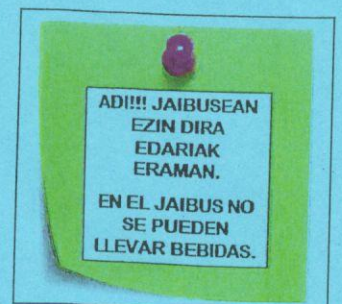 ADI!!! JAIBUSEAN
EZIN DIRA
EDARIAK
ERAMAN.
EN EL JAIBUS NO
SE PUEDEN
LLEVAR BEBIDAS.